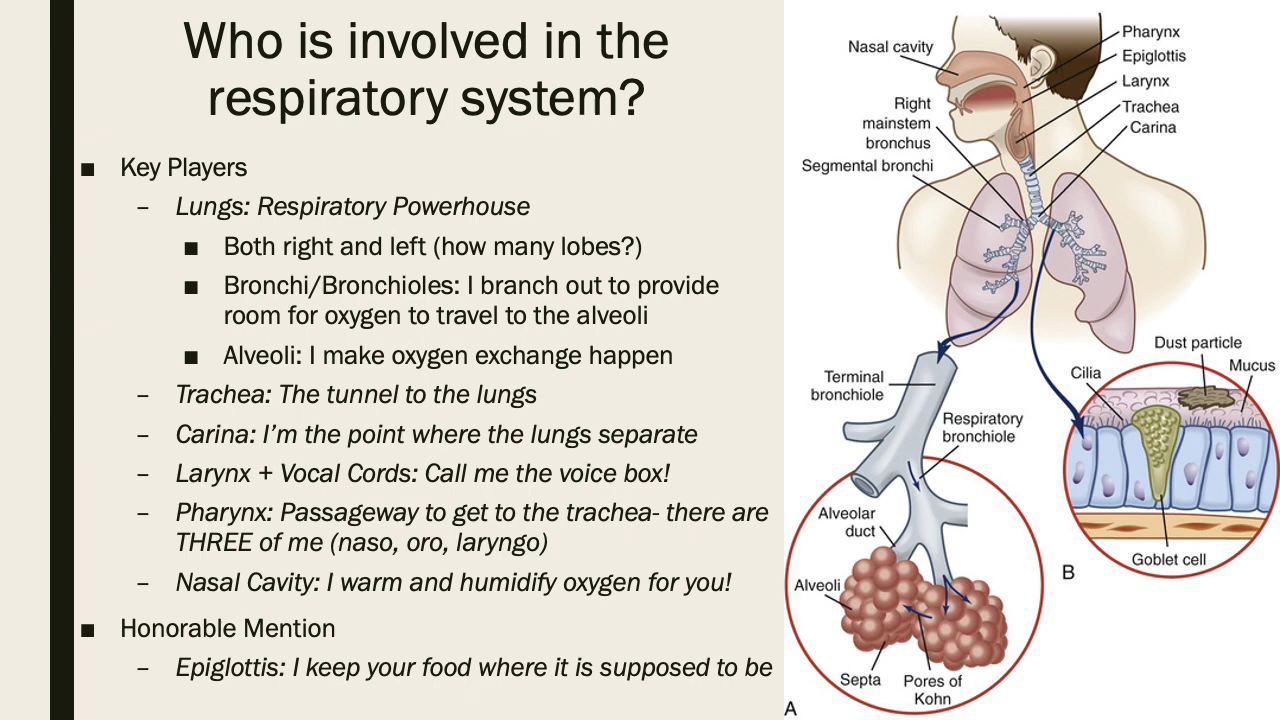 Who is involved in the
respiratory system?
■ Key Players
– Lungs: Respiratory Powerhouse
■ Both right and left (how many lobes?)
■ Bronchi/Bronchioles: I branch out to provide
room for oxygen to travel to the alveoli
■ Alveoli: I make oxygen exchange happen
– Trachea: The tunnel to the lungs
– Carina: I’m the point where the lungs separate
– Larynx + Vocal Cords: Call me the voice box!
– Pharynx: Passageway to get to the trachea- there are
THREE of me (naso, oro, laryngo)
– Nasal Cavity: I warm and humidify oxygen for you!
■ Honorable Mention
– Epiglottis: I keep your food where it is supposed to be
Nasal cavity
Right
mainstem
bronchus
Segmental bronchi
Pharynx
Epiglottis
Larynx
Trachea
Carina
Terminal
bronchiole
Respiratory
bronchiole
Alveolar
duct
Alveoli
Septa
Pores of
Kohn
A
Dust particle
Mucus
Cilia
Goblet cell
B